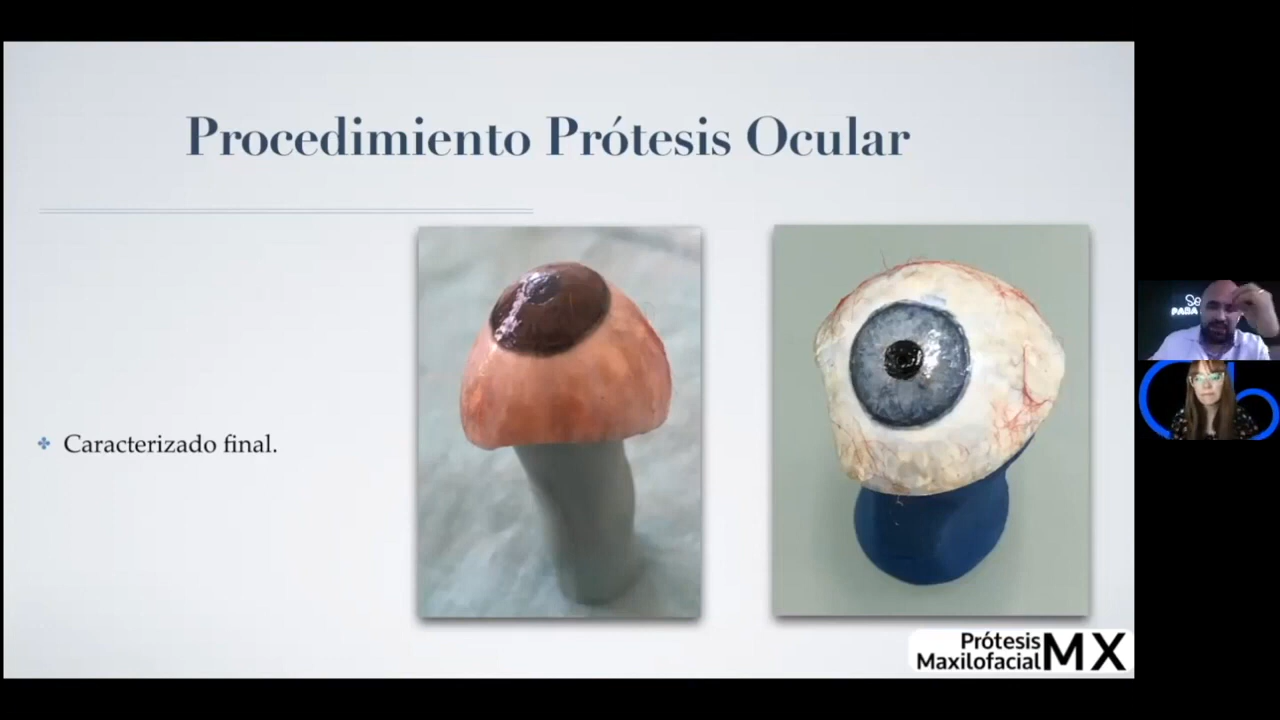 Procedimiento Prótesis Ocular
Caracterizado final.
Prótesis
Maxilofacial MX